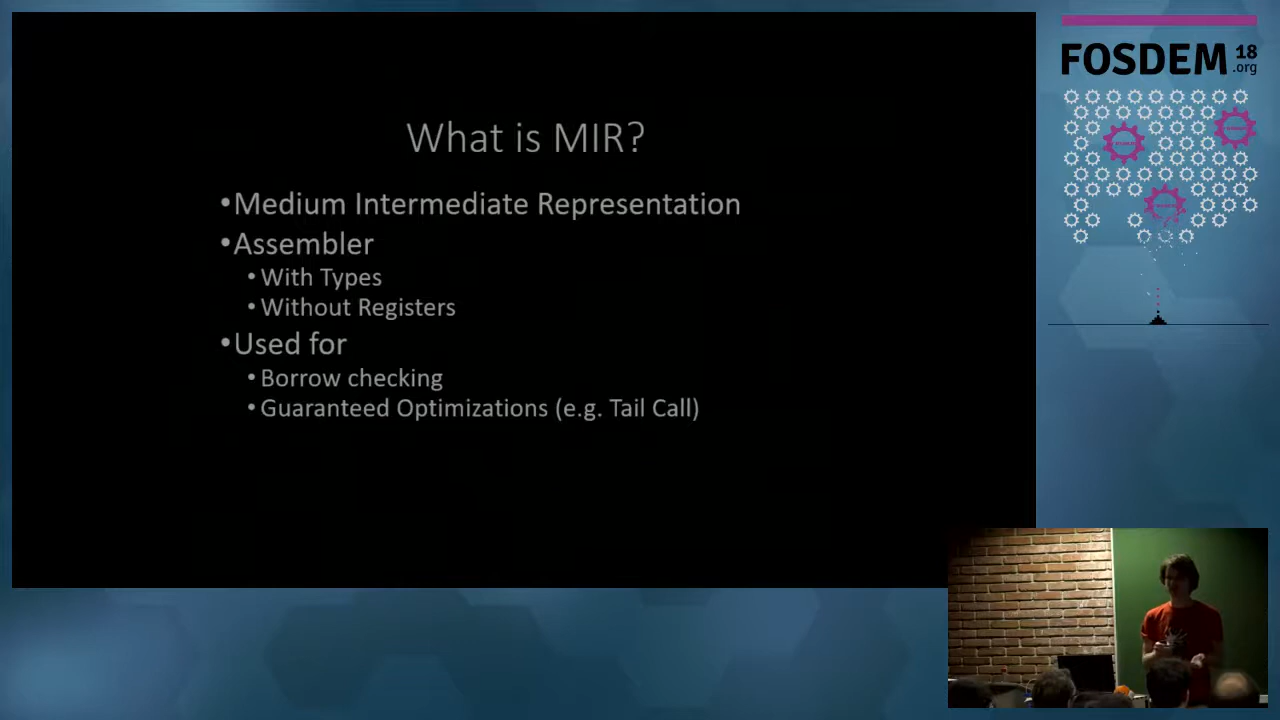 What is MIR?
•Medium Intermediate Representation
•Assembler
•With Types
•Without Registers
•Used for
•Borrow checking
•Guaranteed Optimizations (e.g. Tail Call)
FOSDEM 18
.org